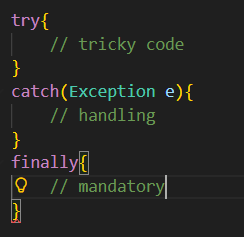 try{
    // tricky code
}
catch(Exception e){
    // handling
}
finally{
    // mandatory
}